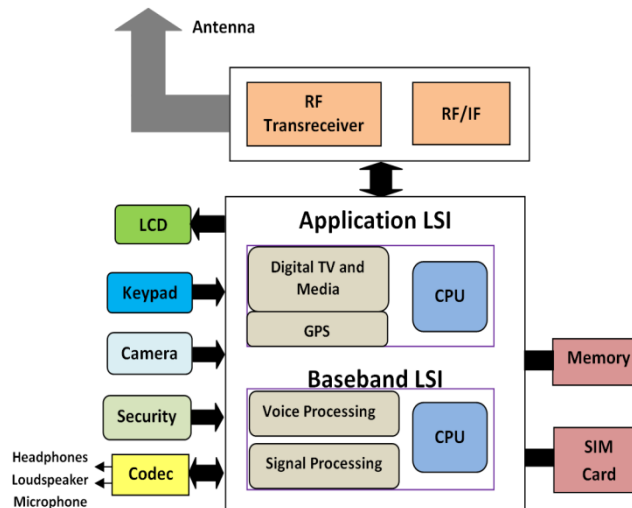 Antenna
RF
Transreceiver
RF/IF
Application LSI
LCD
Digital TV and
Media
CPU
Keypad
GPS
Camera
Memory
Baseband LSI
Security
Voice Processing
CPU
Headphones
Loudspeaker
Microphone
Codec
Signal Processing
SIM
Card